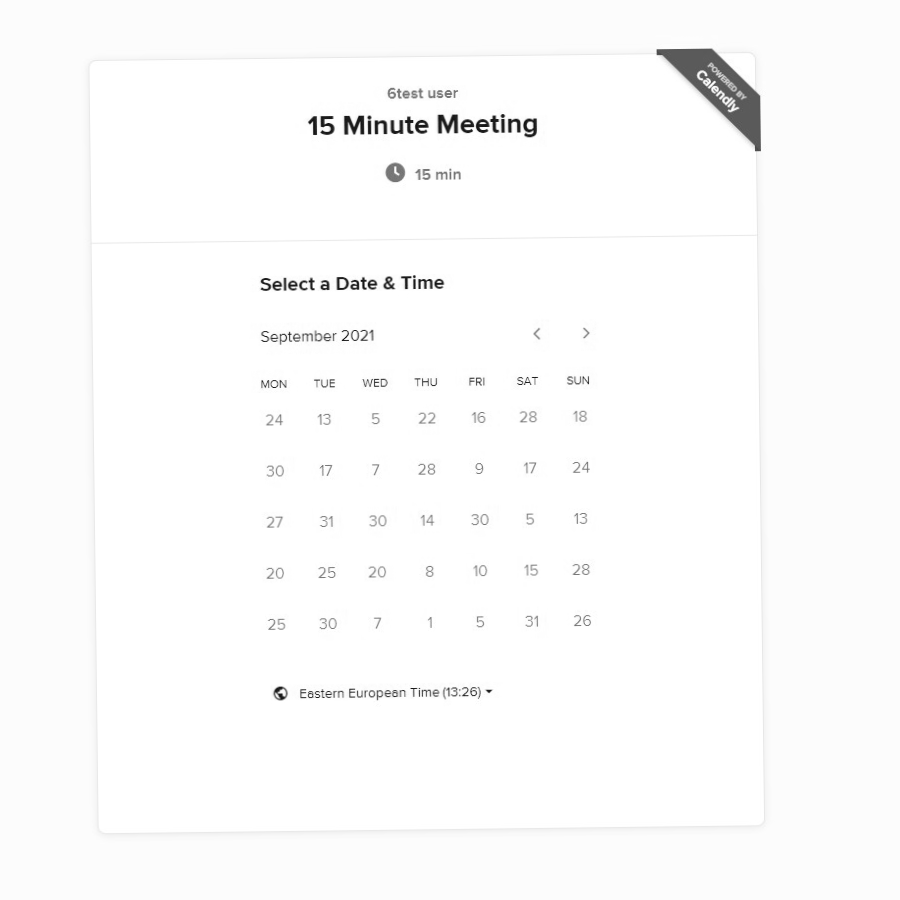 POWERED BY
Calendly
6test user
15 Minute Meeting
15 min
Select a Date & Time
September 2021
MON TUE WED THU FRI SAT SUN
24 13 5 22 16 28 18
30 17 7 28 9 17 24
27 31 30 14 30 5 13
20 25 20 8 10 15 28
25 30 7 1 5 31 26
Eastern European Time (13:26)